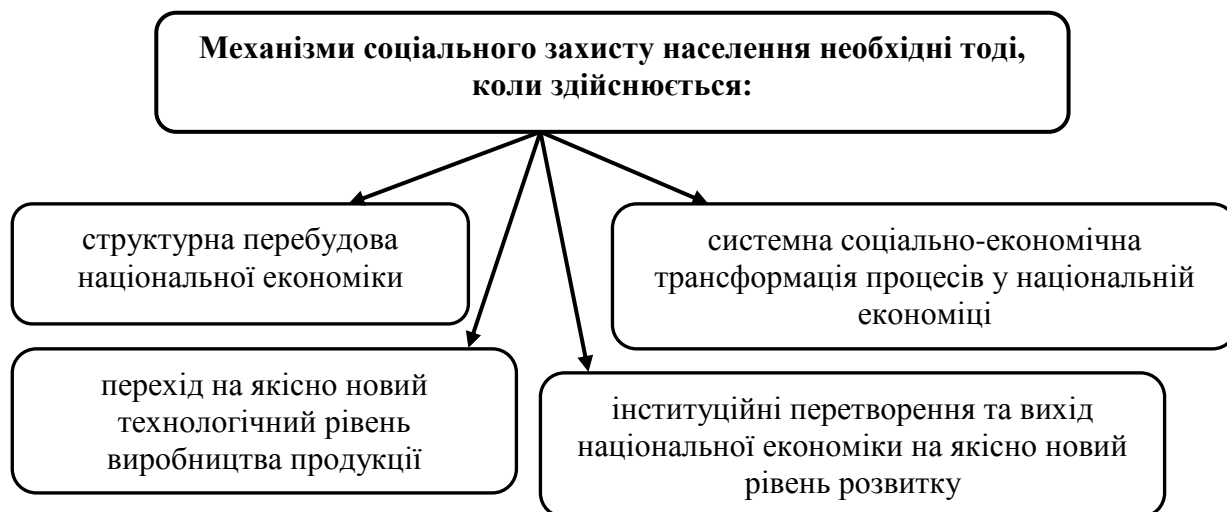 Механізми соціального захисту населення необхідні тоді,
коли здійснюється:
структурна перебудова
національної економіки
системна соціально-економічна
трансформація процесів у національній
економіці
перехід на якісно новий
технологічний рівень
виробництва продукції
інституційні перетворення та вихід
національної економіки на якісно новий
рівень розвитку